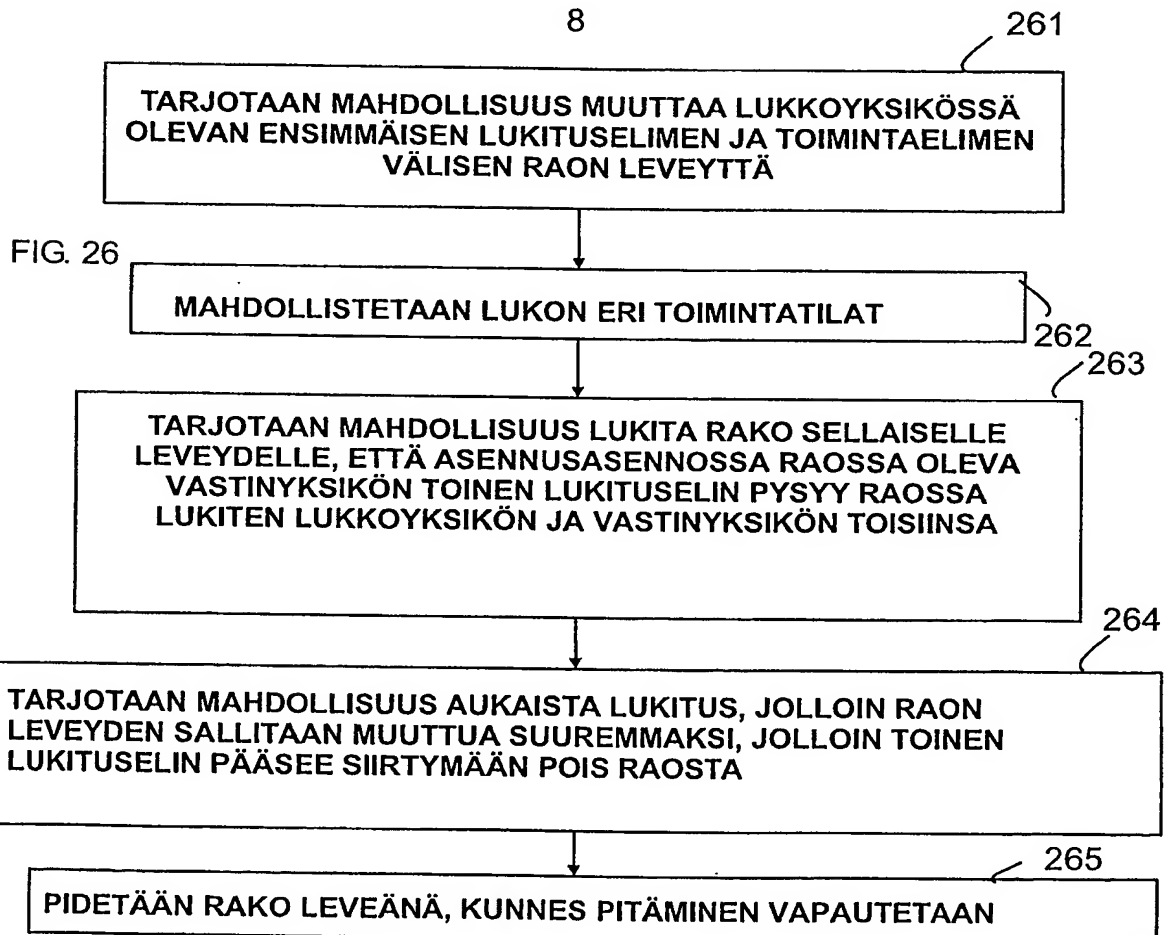 8
261
TARJOTAAN MAHDOLLISUUS MUUTTAA LUKKOYKSIKÖSSÄ
OLEVAN ENSIMMÄISEN LUKITUSELIMEN JA TOIMINTAELIMEN
VÄLISEN RAON LEVEYTTÄ
FIG. 26
MAHDOLLISTETAAN LUKON ERI TOIMINTATILAT
262
263
TARJOTAAN MAHDOLLISUUS LUKITA RAKO SELLAISELLE
LEVEYDELLE, ETTÄ ASENNUSASENNOSSA RAOSSA OLEVA
VASTINYKSIKÖN TOINEN LUKITUSELIN PYSYY RAOSSA
LUKITEN LUKKOYKSIKÖN JA VASTINYKSIKÖN TOISIINSA
264
TARJOTAAN MAHDOLLISUUS AUKAISTA LUKITUS, JOLLOIN RAON
LEVEYDEN SALLITAAN MUUTTUA SUUREMMAKSI, JOLLOIN TOINEN
LUKITUSELIN PÄÄSEE SIIRTYMÄÄN POIS RAOSTA
265
PIDETÄÄN RAKO LEVEÄNÄ, KUNNES PITÄMINEN VAPAUTETAAN